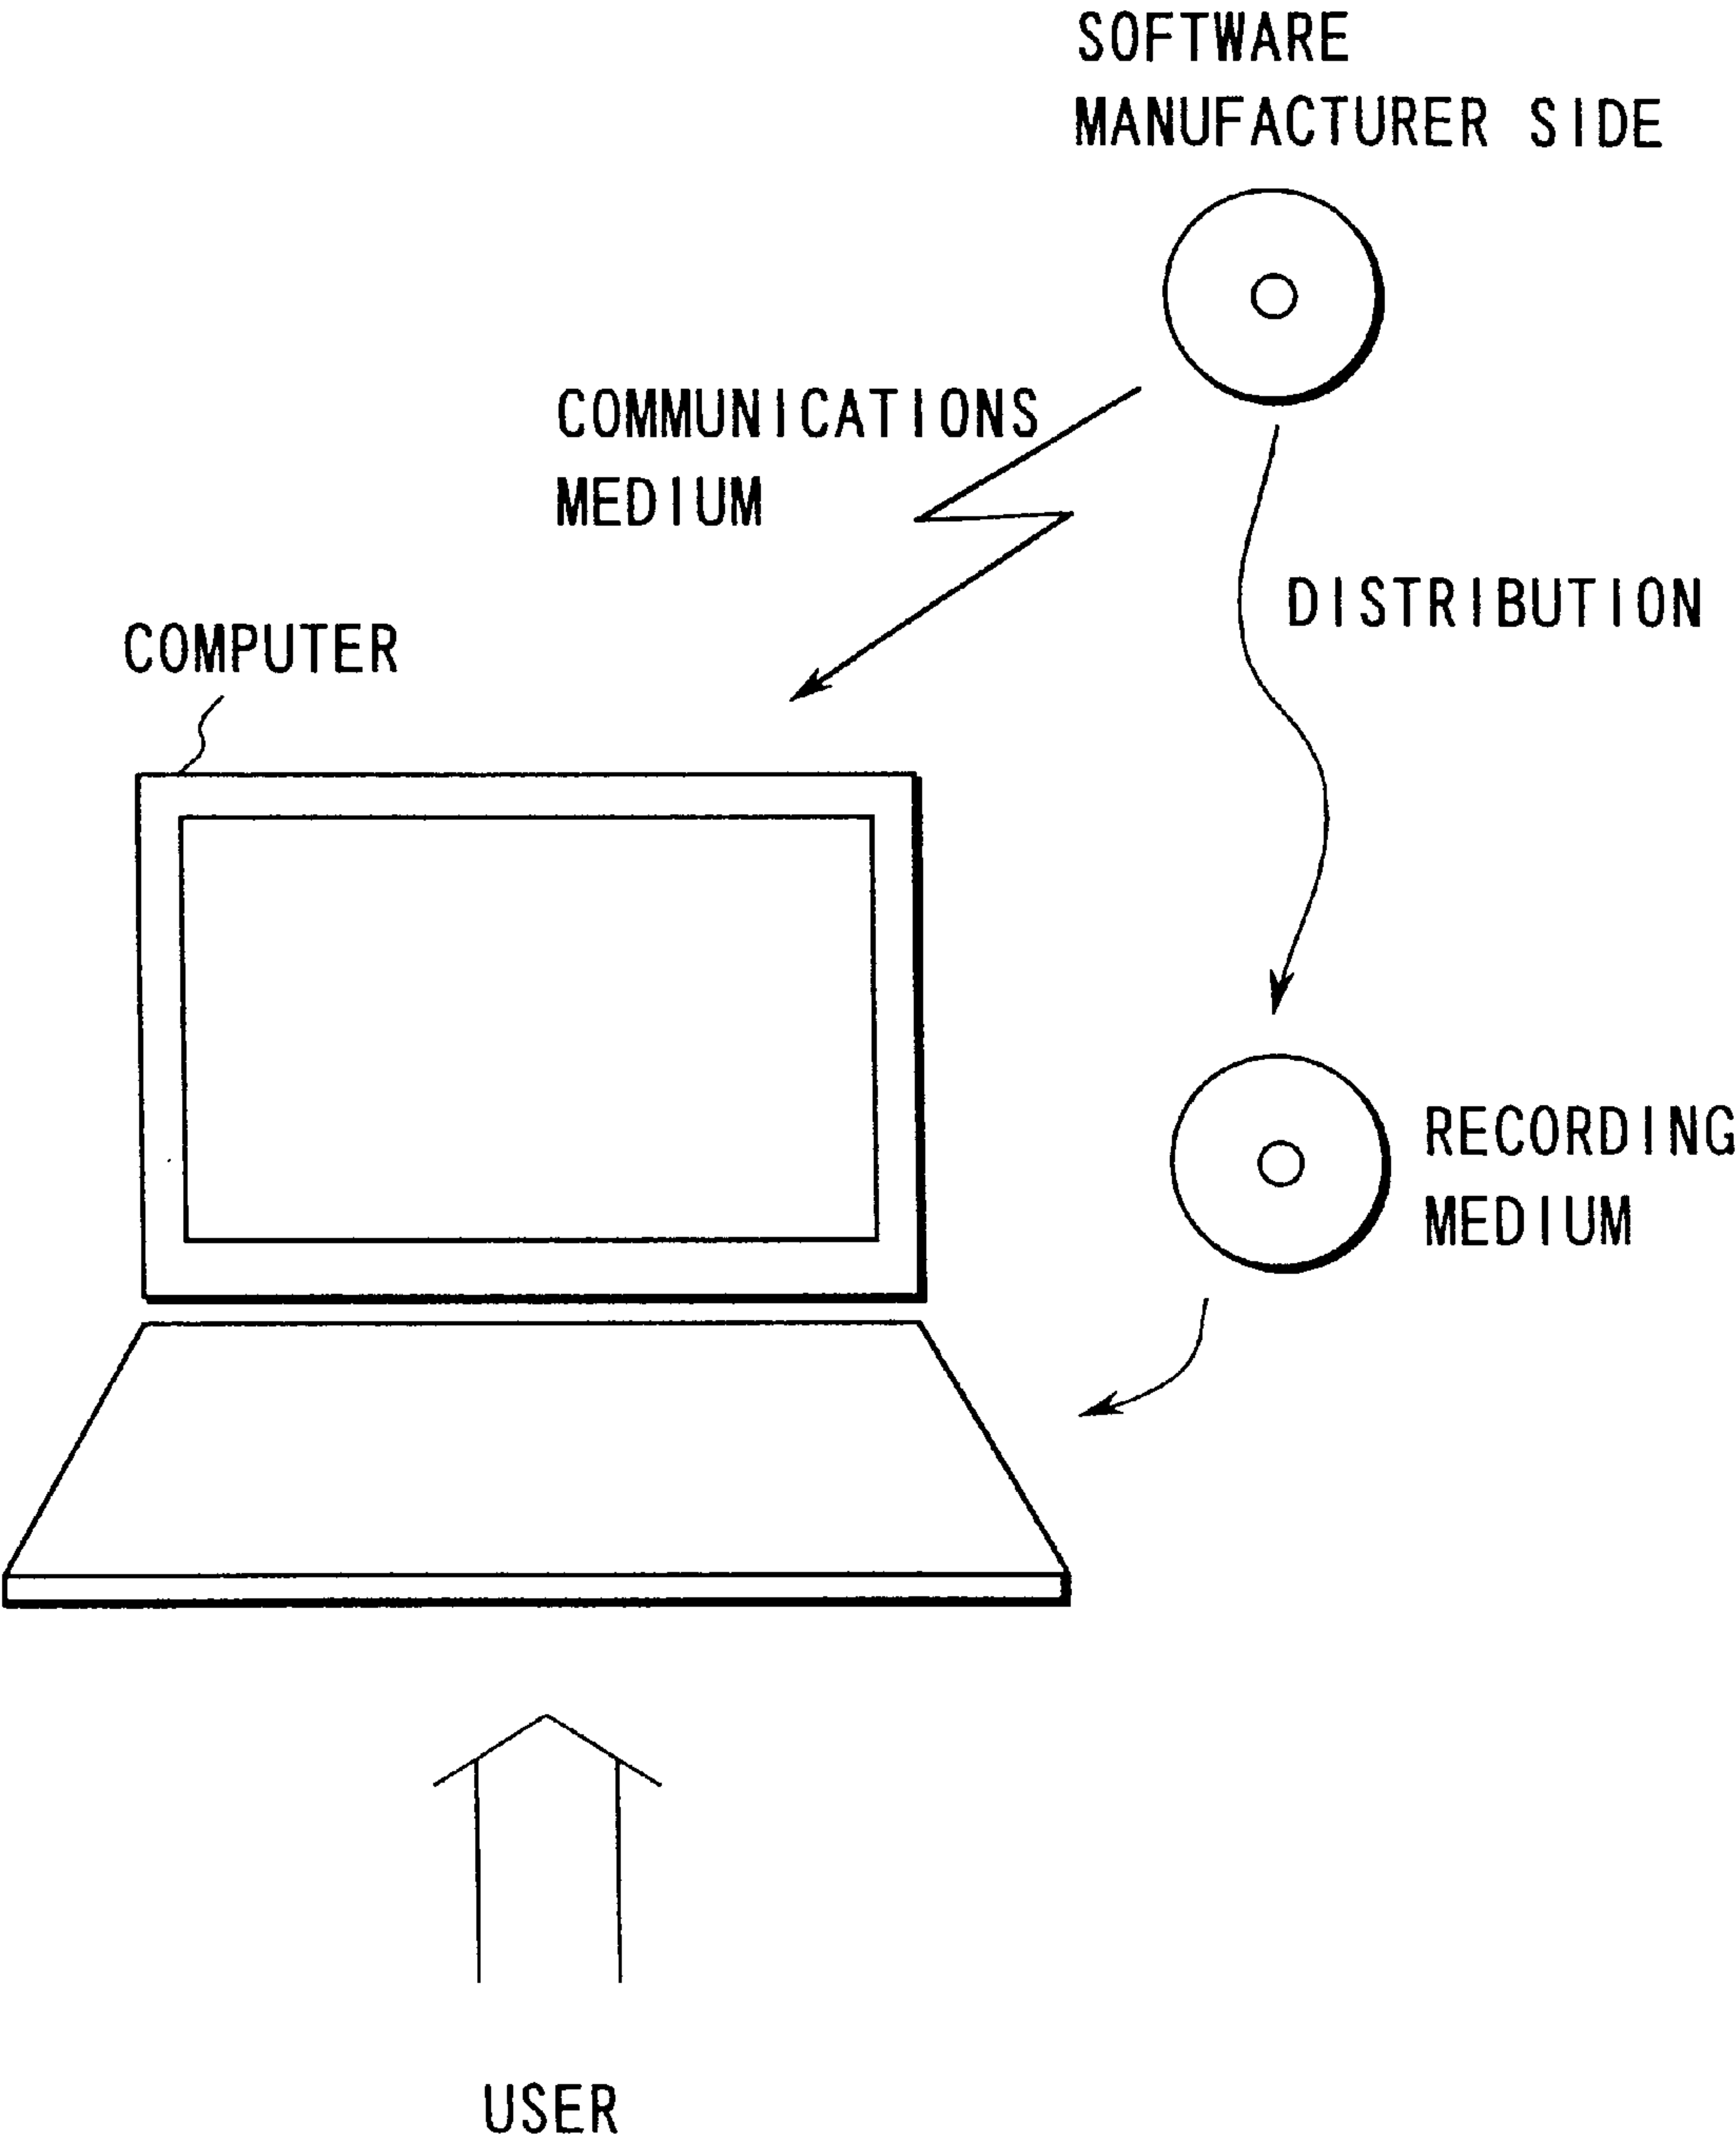 SOFTWARE
MANUFACTURER SIDE
COMMUNICATIONS
MEDIUM
DISTRIBUTION
COMPUTER
RECORDING
MEDIUM
USER